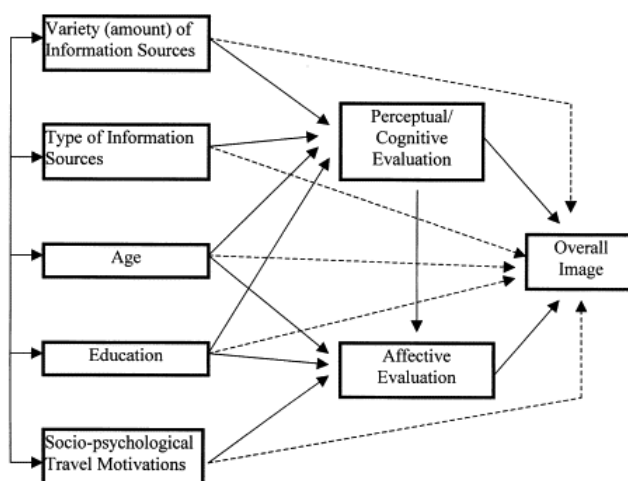 Variety (amount) of
Information Sources
Type of Information
Sources
Age
Education
Socio-psychological
Travel Motivations
Perceptual/
Cognitive
Evaluation
Affective
Evaluation
Overall
Image